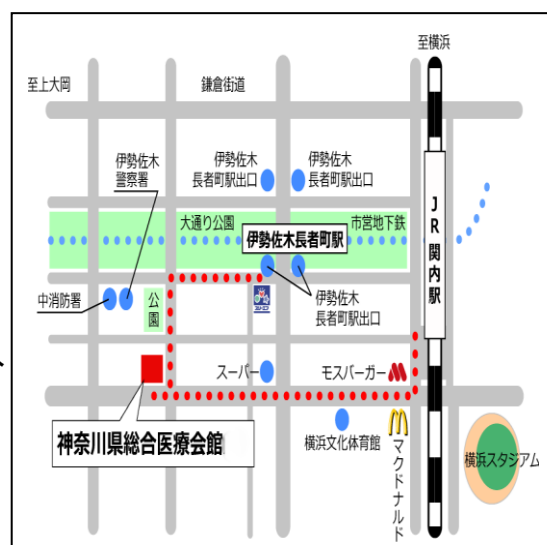 至横浜
至上大岡
鎌倉街道
伊勢佐木
警察署
伊勢佐木
長者町駅出口
伊勢佐木
長者町駅出口
大通り公園
市営地下鉄
伊勢佐木長者町駅
JR関内駅
中消防署
公園
伊勢佐木
長者町駅出口
スーパー
モスバーガー
神奈川県総合医療会館
横浜文化体育館
マクドナルド
横浜スタジアム